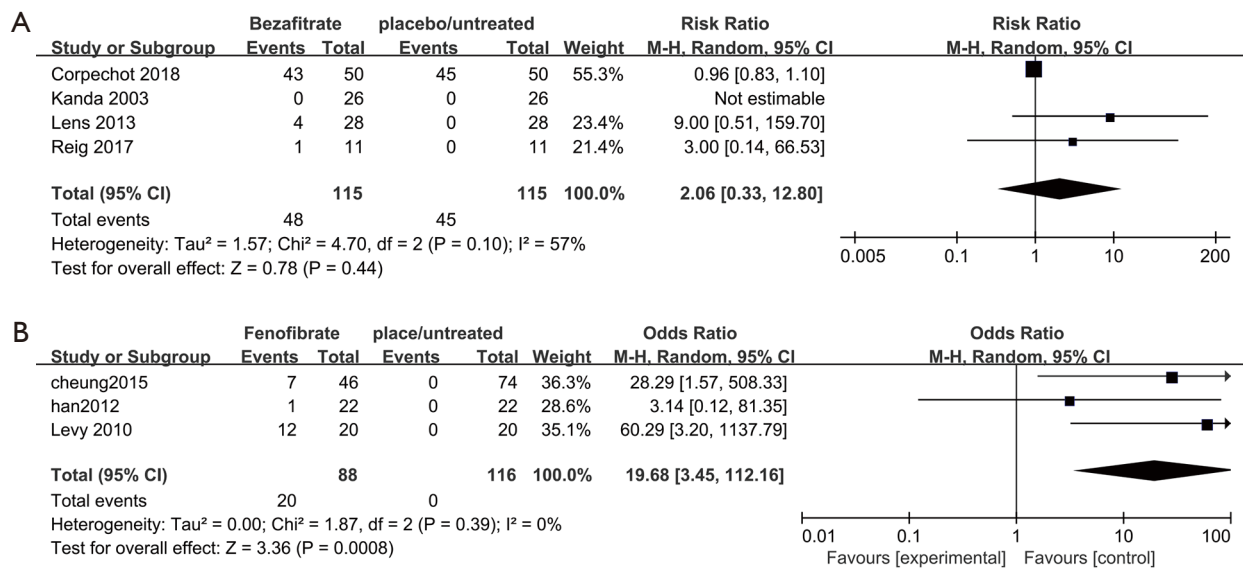 A
Bezafitrate placebo/untreated Risk Ratio Risk Ratio
Study or Subgroup Events Total Events Total Weight M-H, Random, 95% CI M-H, Random, 95% CI
Corpechot 2018 43 50 45 50 55.3% 0.96 [0.83, 1.10]
Kanda 2003 0 26 0 26 Not estimable
Lens 2013 4 28 0 28 23.4% 9.00 [0.51, 159.70]
Reig 2017 1 11 0 11 21.4% 3.00 [0.14, 66.53]
Total (95% CI) 115 115 100.0% 2.06 [0.33, 12.80]
Total events 48 45
Heterogeneity: Tau² = 1.57; Chi² = 4.70, df = 2 (P = 0.10); I² = 57%
Test for overall effect: Z = 0.78 (P = 0.44)
0.005 0.1 1 10 200
B
Fenofibrate place/untreated Odds Ratio Odds Ratio
Study or Subgroup Events Total Events Total Weight M-H, Random, 95% CI M-H, Random, 95% CI
cheung2015 7 46 0 74 36.3% 28.29 [1.57, 508.33]
han2012 1 22 0 22 28.6% 3.14 [0.12, 81.35]
Levy 2010 12 20 0 20 35.1% 60.29 [3.20, 1137.79]
Total (95% CI) 88 116 100.0% 19.68 [3.45, 112.16]
Total events 20 0
Heterogeneity: Tau² = 0.00; Chi² = 1.87, df = 2 (P = 0.39); I² = 0%
Test for overall effect: Z = 3.36 (P = 0.0008)
0.01 0.1 1 10 100
Favours [experimental] Favours [control]